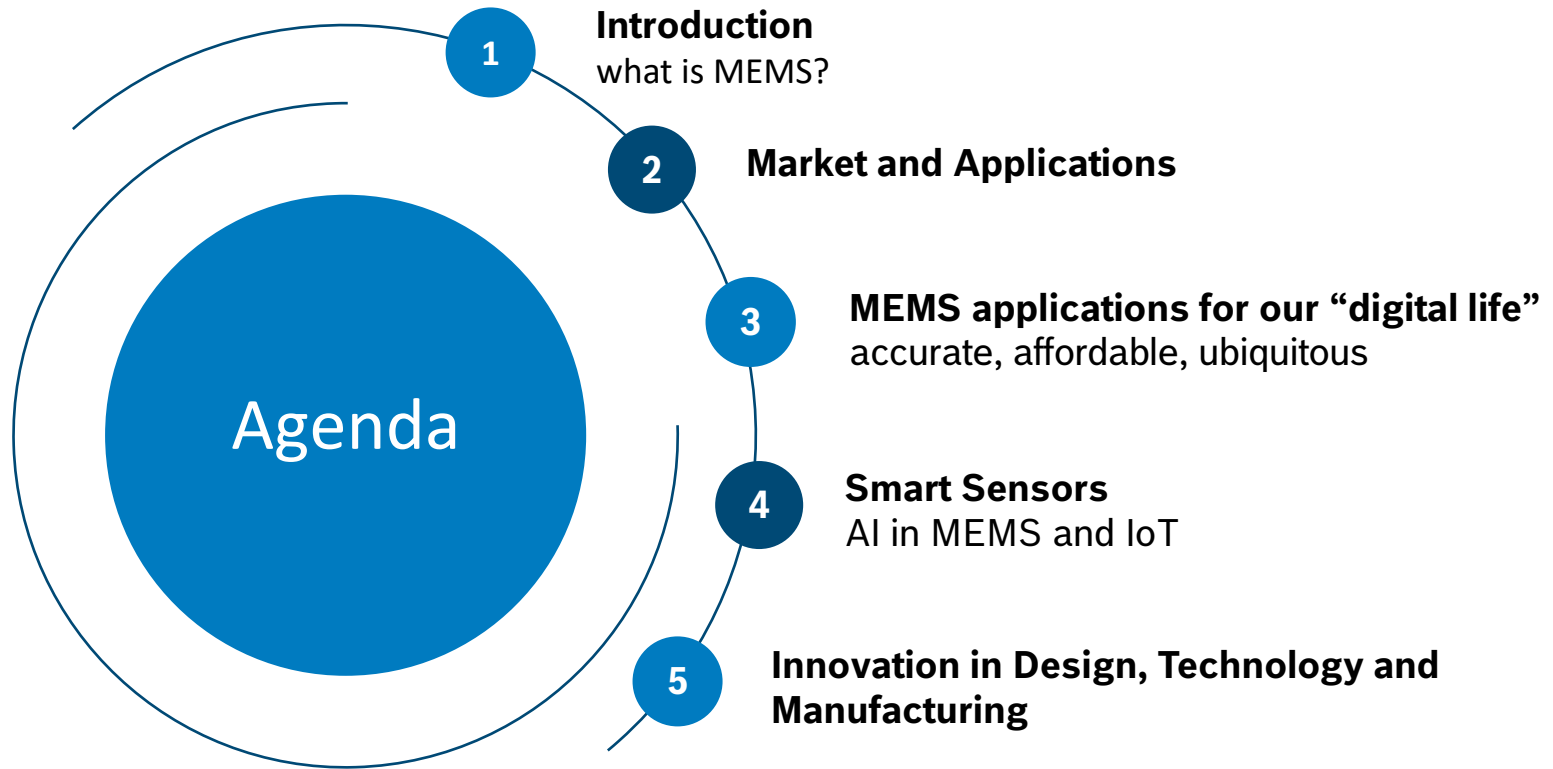 1
Introduction
what is MEMS?
2
Market and Applications
3
MEMS applications for our “digital life”
accurate, affordable, ubiquitous
Agenda
4
Smart Sensors
AI in MEMS and IoT
5
Innovation in Design, Technology and
Manufacturing